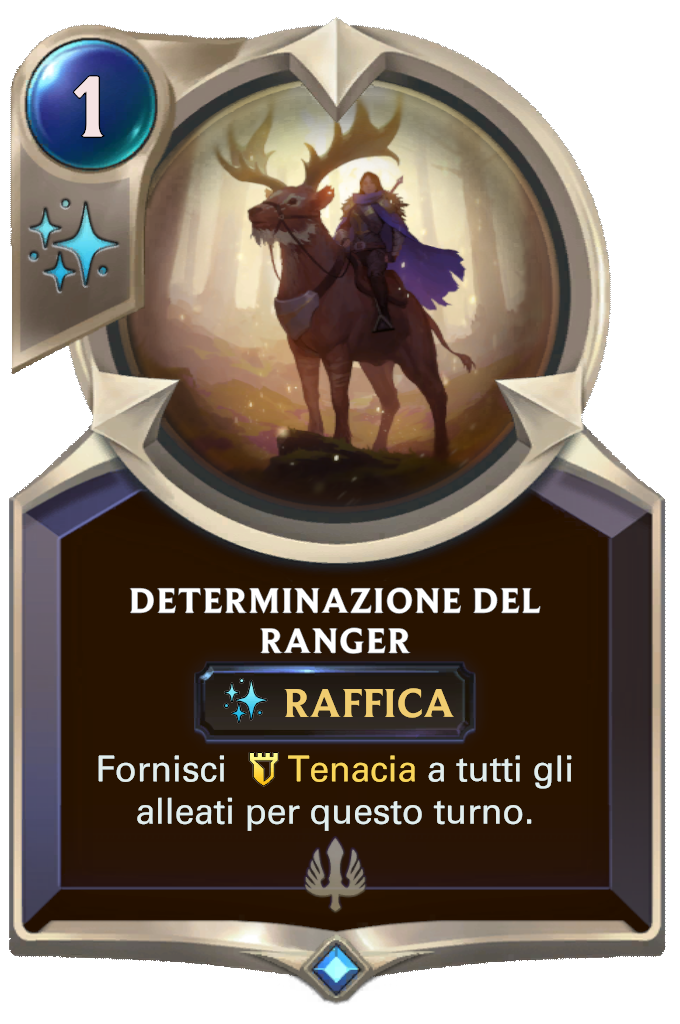 1
DETERMINAZIONE DEL
RANGER
RAFFICA
Fornisci Tenacia a tutti gli
alleati per questo turno.